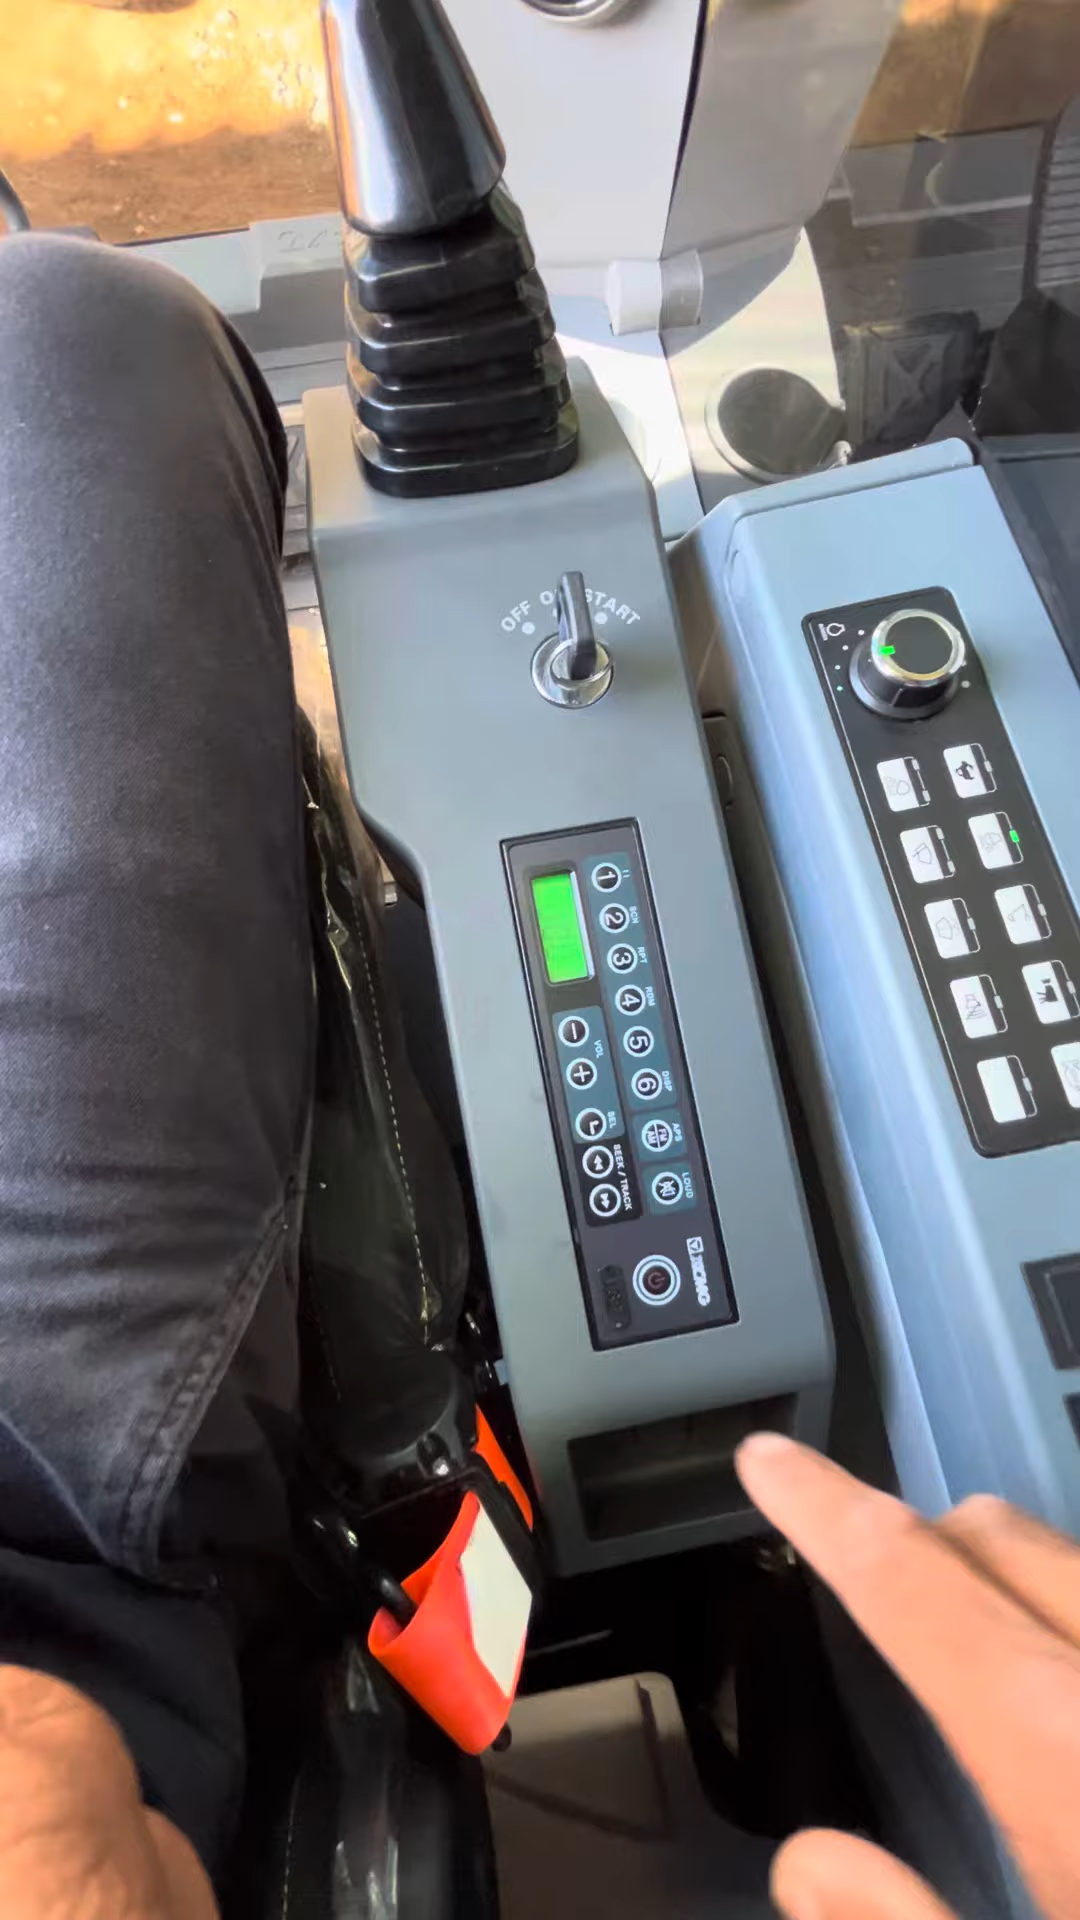 OFF ON START
1 11
2 SCN
3 RPT
4 RDM
5
6 DISP
FM AM APS
LOUD
- + VOL
SEL
SEEK / TRACK
XCMG